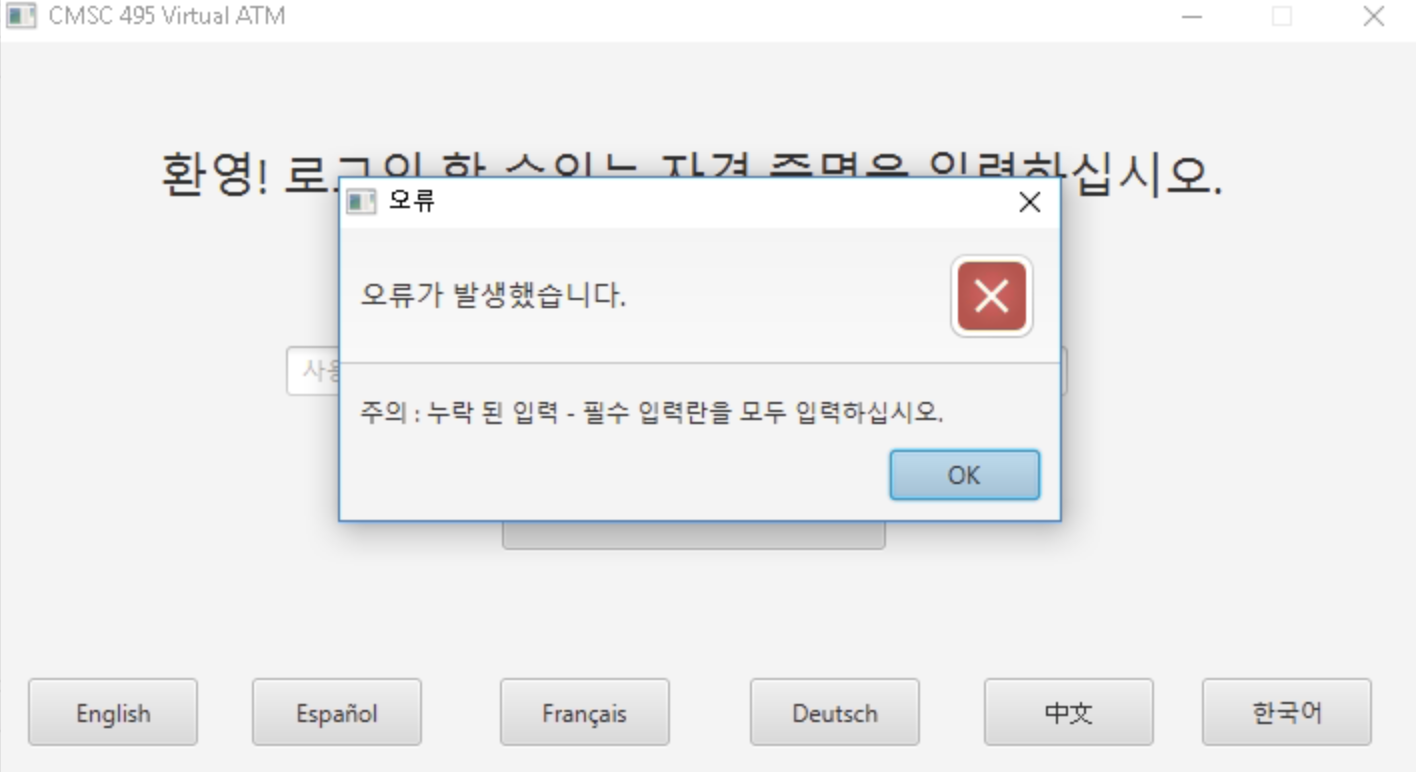 CMSC 495 Virtual ATM
환영! 로그인 할 수있는 자격 증명을 입력하십시오.
오류
오류가 발생했습니다.
주의 : 누락 된 입력 - 필수 입력란을 모두 입력하십시오.
OK
English Español Français Deutsch 中文 한국어